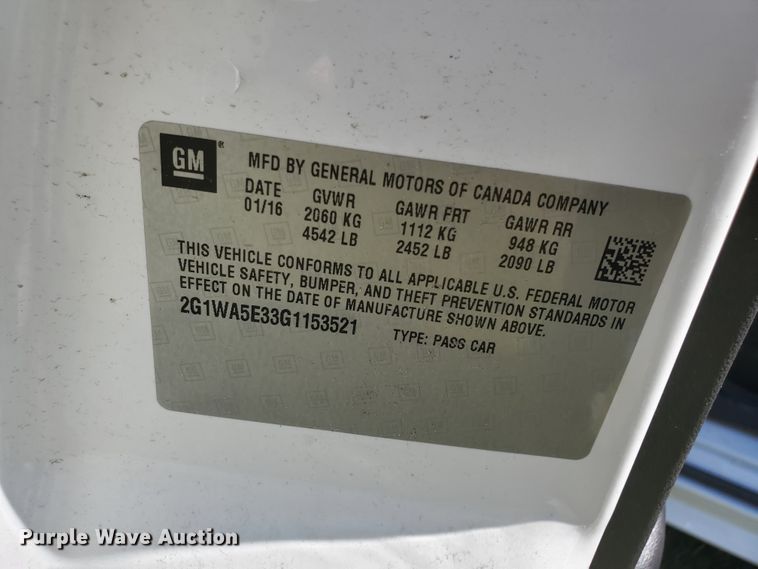 GM®
MFD BY GENERAL MOTORS OF CANADA COMPANY
DATE GVWR GAWR FRT GAWR RR
01/16 2060 KG 1112 KG 948 KG
4542 LB 2452 LB 2090 LB
THIS VEHICLE CONFORMS TO ALL APPLICABLE U.S. FEDERAL MOTOR
VEHICLE SAFETY, BUMPER, AND THEFT PREVENTION STANDARDS IN
EFFECT ON THE DATE OF MANUFACTURE SHOWN ABOVE.
2G1WA5E33G1153521 TYPE: PASS CAR
Purple Wave Auction